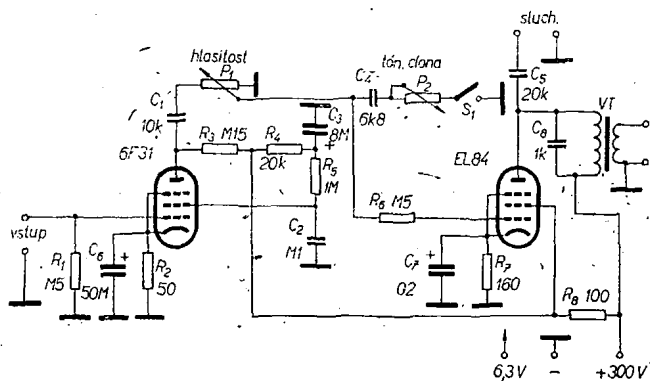 sluch.
hlasitost
P1
tón. clona
C4
6k8
P2
S1
C5
20k
VT
C1
10k
C3
8M
+
R3 M15
R4
20k
C8
1k
6F31
EL84
R5
1M
R6 M5
vstup
C2
M1
R1
M5
C6
+
50M
R2
50
C7
+
G2
R7
160
R8 100
6,3V
–
+300V